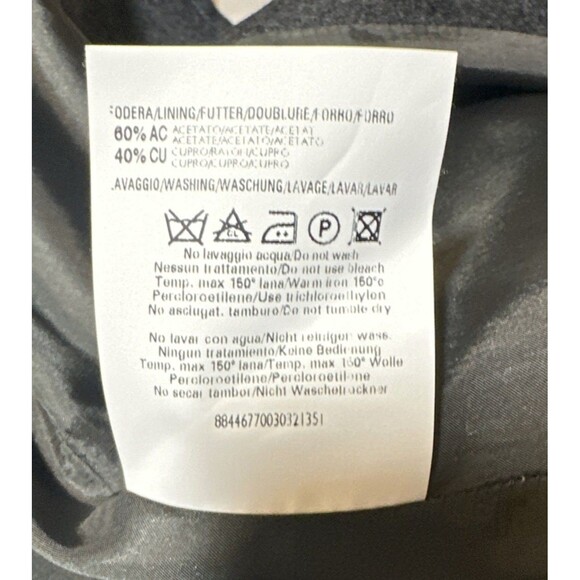 FODERA/LINING/FUTTER/DOUBLURE/FORRO/FORRO
60% AC ACETATO/ACETATE/ACETAT
ACETATE/ACETATO/ACETATO
40% CU CUPRO/
CUPRO/CUPRO/CUPRO
LAVAGGIO/WASHING/WASCHUNG/LAVAGE/LAVAR/LAVAR
CL P
No lavaggio acqua/Do not wash
Nessun trattamento/Do not use bleach
Temp. max 150° lana/Warm iron 150°c
Percloroetilene/Use trichloroethylon
No asciugat. tamburo/Do not tumble dry
No lavar con agua/Nicht reinigen wass.
Ningun tratamiento/Keine Bedienung
Temp. max 150° lana/Temp. max 150° Wolle
Percloroetilene/Percloroetilene
No secar tambor/Nicht Waschetrockner
88446770030321351